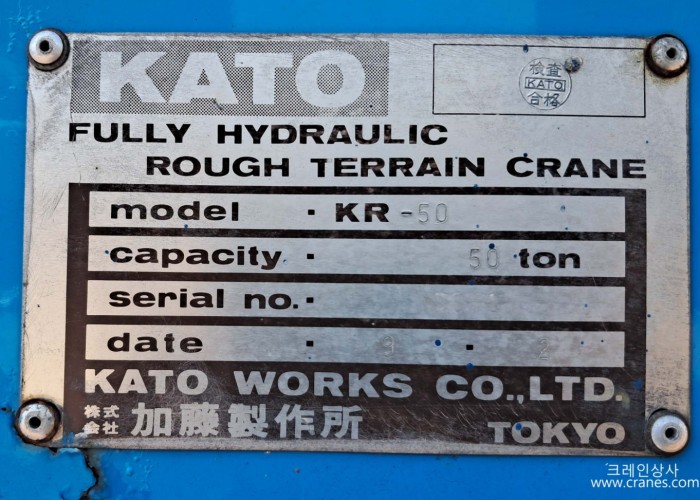 KATO
検査
KATO
合格
FULLY HYDRAULIC
ROUGH TERRAIN CRANE
model · KR-50
capacity · 50 ton
serial no.·
date · 9 · 2
KATO WORKS CO.,LTD.
株式会社 加藤製作所 TOKYO
크레인상사
www.cranes.com